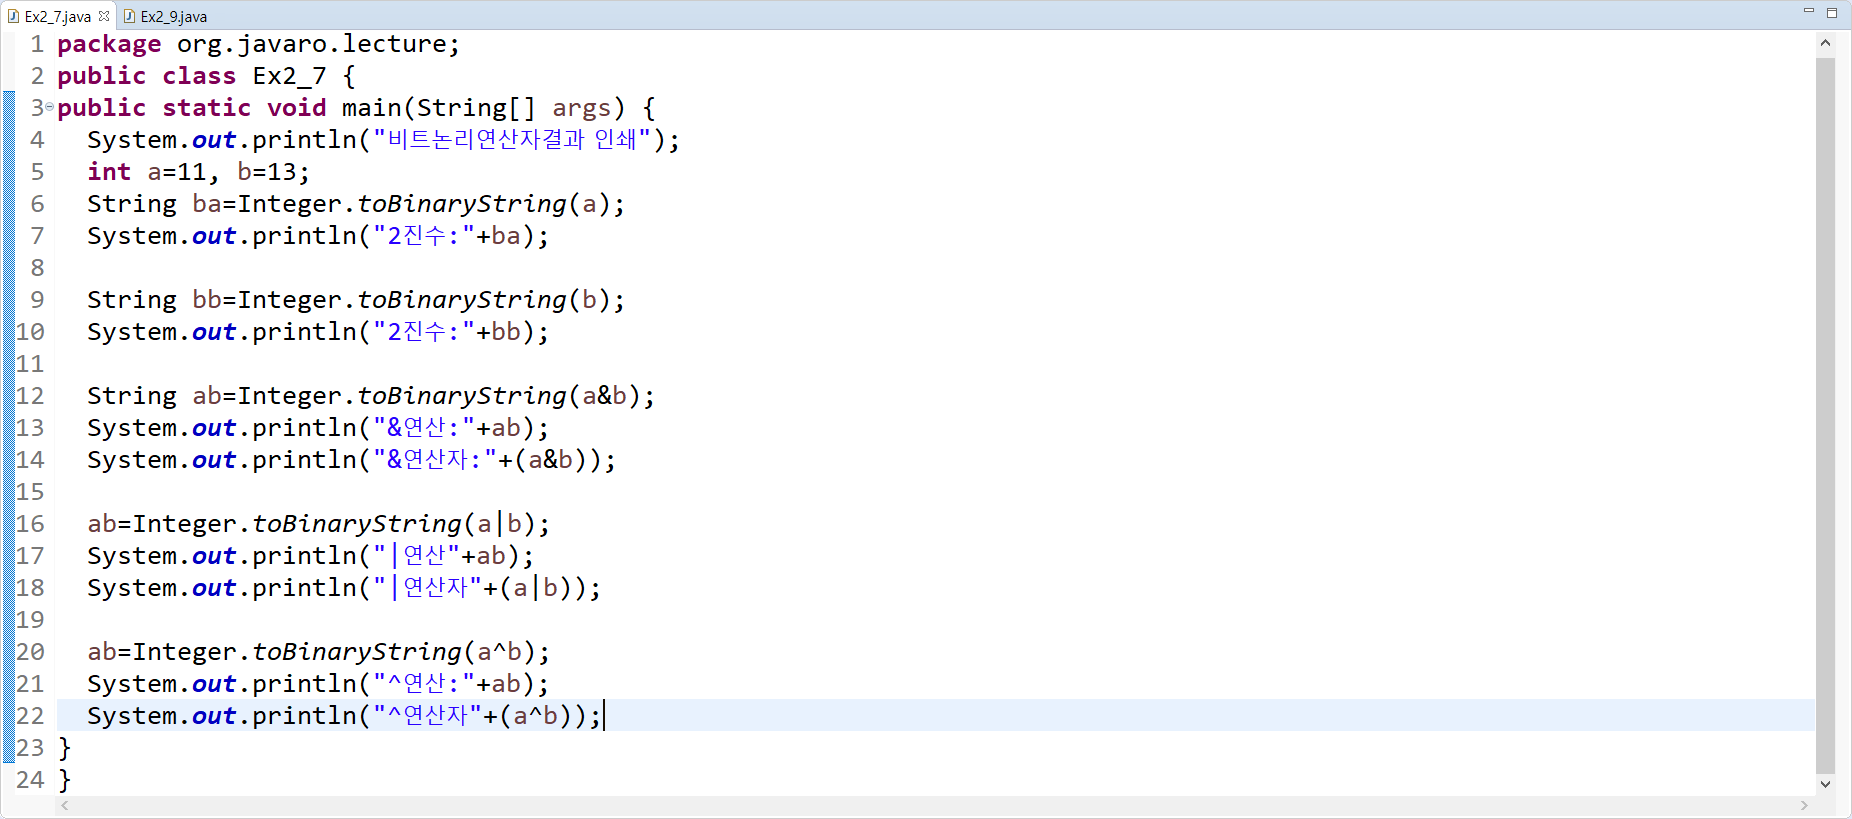 Ex2_7.java Ex2_9.java
1 package org.javaro.lecture;
2 public class Ex2_7 {
3 public static void main(String[] args) {
4 System.out.println("비트논리연산자결과 인쇄");
5 int a=11, b=13;
6 String ba=Integer.toBinaryString(a);
7 System.out.println("2진수:"+ba);
8
9 String bb=Integer.toBinaryString(b);
10 System.out.println("2진수:"+bb);
11
12 String ab=Integer.toBinaryString(a&b);
13 System.out.println("&연산:"+ab);
14 System.out.println("&연산자:"+(a&b));
15
16 ab=Integer.toBinaryString(a|b);
17 System.out.println("|연산"+ab);
18 System.out.println("|연산자"+(a|b));
19
20 ab=Integer.toBinaryString(a^b);
21 System.out.println("^연산:"+ab);
22 System.out.println("^연산자"+(a^b));
23 }
24 }